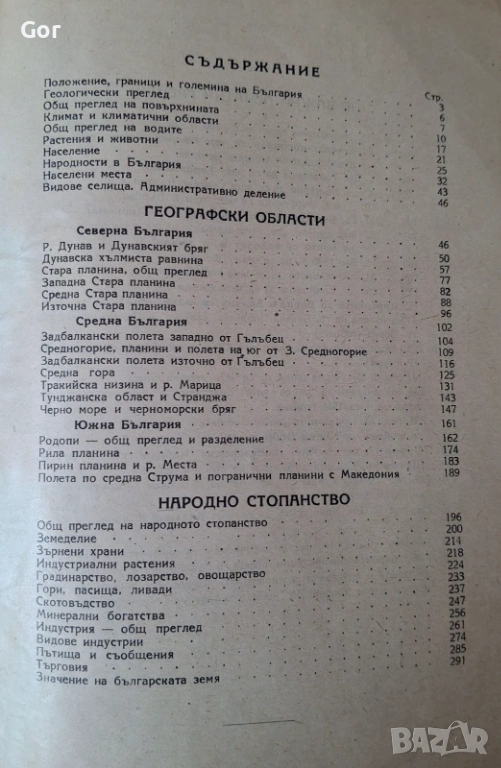 Gor
СЪДЪРЖАНИЕ
Стр.
Положение, граници и големина на България . . . 3
Геологически преглед . . . 6
Общ преглед на повърхнината . . . 7
Климат и климатични области . . . 10
Общ преглед на водите . . . 17
Растения и животни . . . 21
Население . . . 25
Народности в България . . . 32
Населени места . . . 43
Видове селища. Административно деление . . . 46
ГЕОГРАФСКИ ОБЛАСТИ
Северна България . . . 46
Р. Дунав и Дунавският бряг . . . 50
Дунавска хълмиста равнина . . . 57
Стара планина, общ преглед . . . 77
Западна Стара планина . . . 82
Средна Стара планина . . . 88
Източна Стара планина . . . 96
Средна България . . . 102
Задбалкански полета западно от Гълъбец . . . 104
Средногорие, планини и полета на юг от З. Средногорие . . . 109
Задбалкански полета източно от Гълъбец . . . 116
Средна гора . . . 125
Тракийска низина и р. Марица . . . 131
Тунджанска област и Странджа . . . 143
Черно море и черноморски бряг . . . 147
Южна България . . . 161
Родопи — общ преглед и разделение . . . 162
Рила планина . . . 174
Пирин планина и р. Места . . . 183
Полета по средна Струма и погранични планини с Македония . . . 189
НАРОДНО СТОПАНСТВО
Общ преглед на народното стопанство . . . 196
Земеделие . . . 200
Зърнени храни . . . 214
Индустриални растения . . . 218
Градинарство, лозарство, овощарство . . . 224
Гори, пасища, ливади . . . 233
Скотовъдство . . . 237
Минерални богатства . . . 247
Индустрия — общ преглед . . . 256
Видове индустрии . . . 261
Пътища и съобщения . . . 274
Търговия . . . 285
Значение на българската земя . . . 291
BAZAR